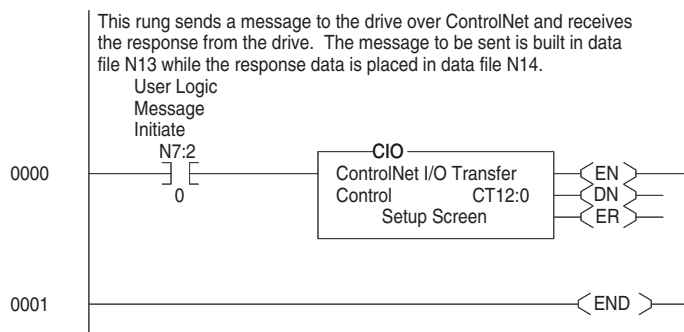 This rung sends a message to the drive over ControlNet and receives
the response from the drive.  The message to be sent is built in data
file N13 while the response data is placed in data file N14.
User Logic
Message
Initiate
N7:2
0000
0
CIO
ControlNet I/O Transfer
Control CT12:0
Setup Screen
EN
DN
ER
0001
END